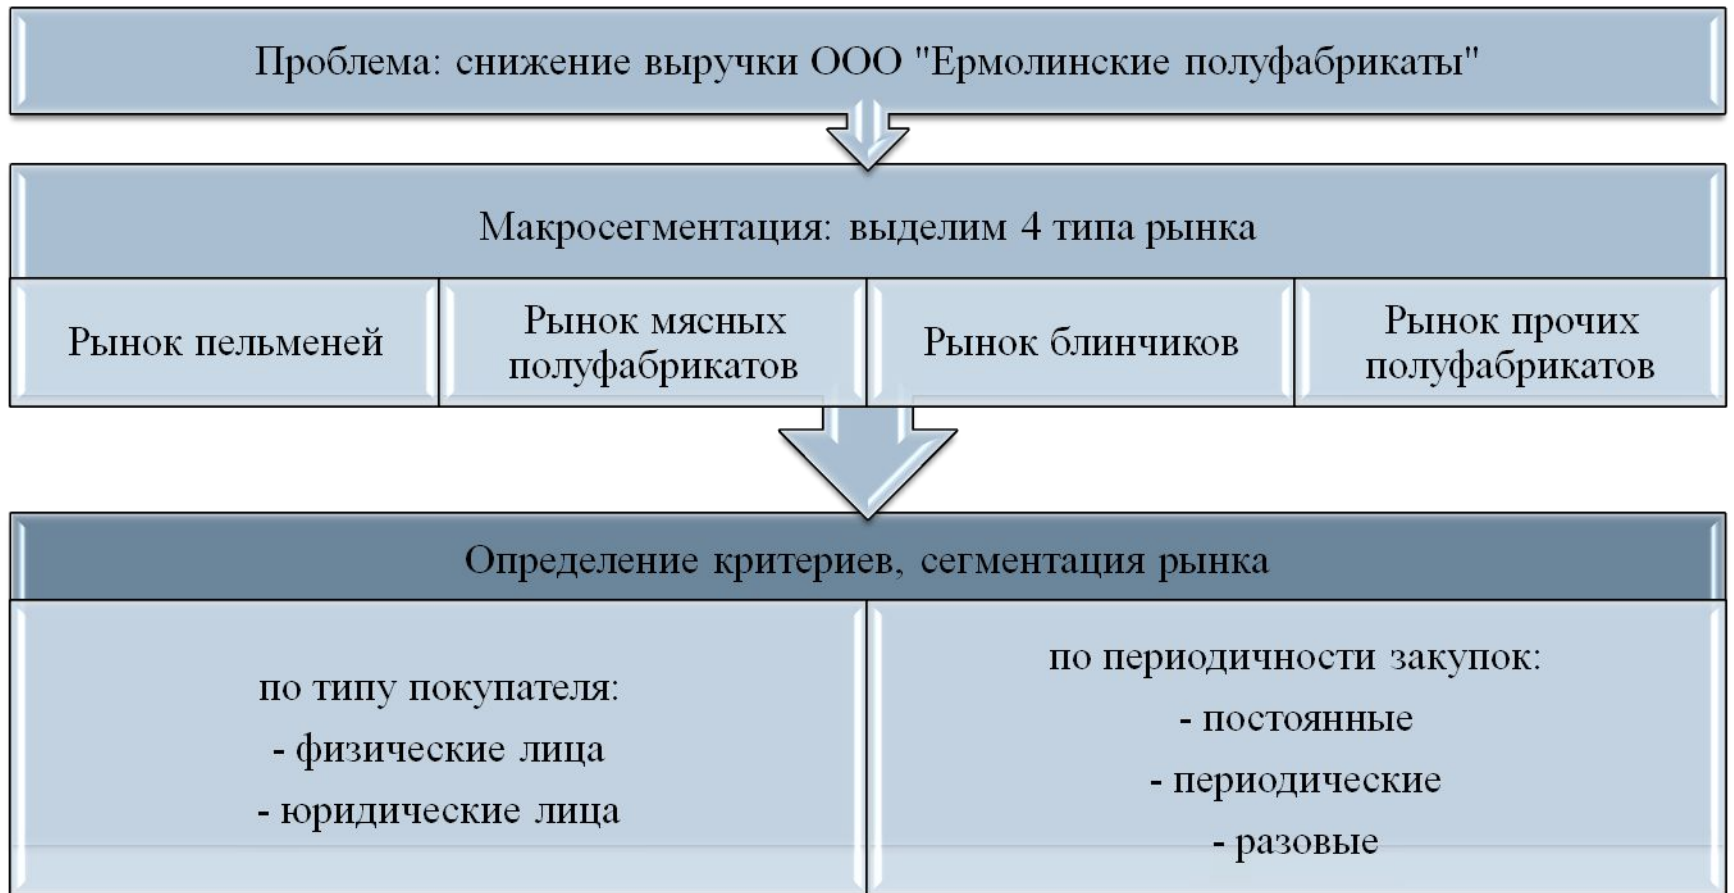 Проблема: снижение выручки ООО "Ермолинские полуфабрикаты"
Макросегментация: выделим 4 типа рынка
Рынок пельменей
Рынок мясных
полуфабрикатов
Рынок блинчиков
Рынок прочих
полуфабрикатов
Определение критериев, сегментация рынка
по типу покупателя:
- физические лица
- юридические лица
по периодичности закупок:
- постоянные
- периодические
- разовые